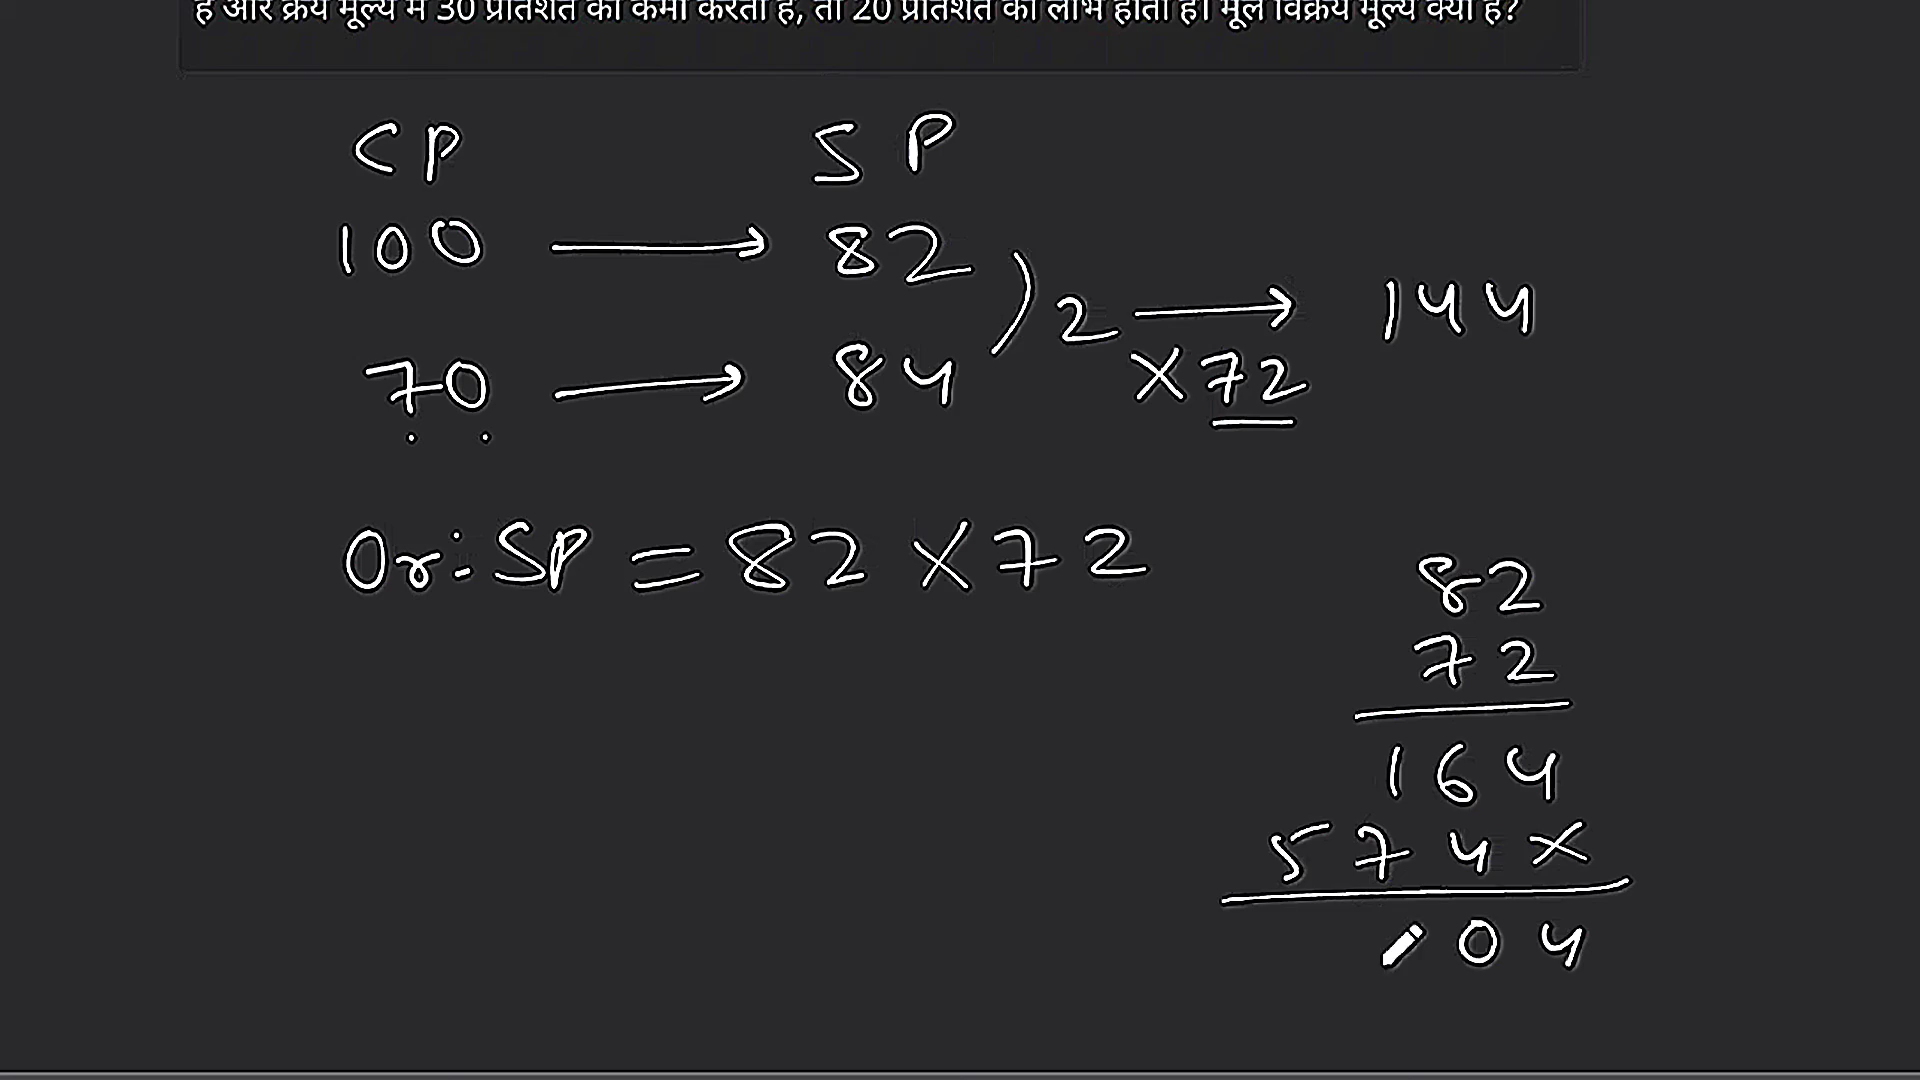 है और क्रय मूल्य में 30 प्रतिशत की कमी करता है, तो 20 प्रतिशत का लाभ होता है। मूल विक्रय मूल्य क्या है?
CP SP
100 → 82
70 → 84
) 2 → 144
×72
Or: SP = 82 × 72
82
72
164
574×
04